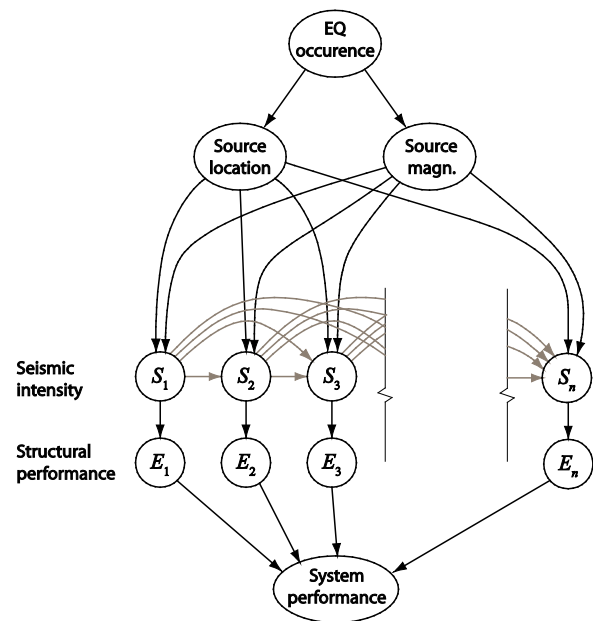 EQ
occurence
Source
location
Source
magn.
Seismic
intensity
S1 S2 S3 Sn
Structural
performance
E1 E2 E3 En
System
performance